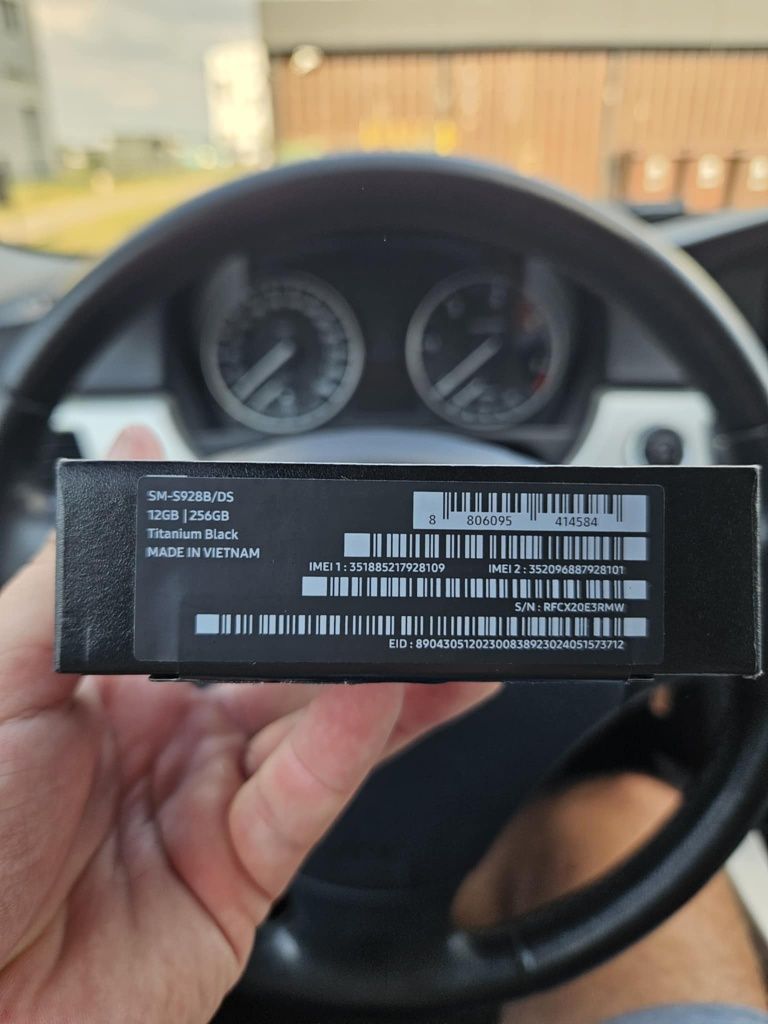 SM-S928B/DS
12GB | 256GB
Titanium Black
MADE IN VIETNAM
8 806095 414584
IMEI 1 : 351885217928109 IMEI 2 : 352096887928101
S/N : RFCX20E3RMW
EID : 89043051202300838923024051573712